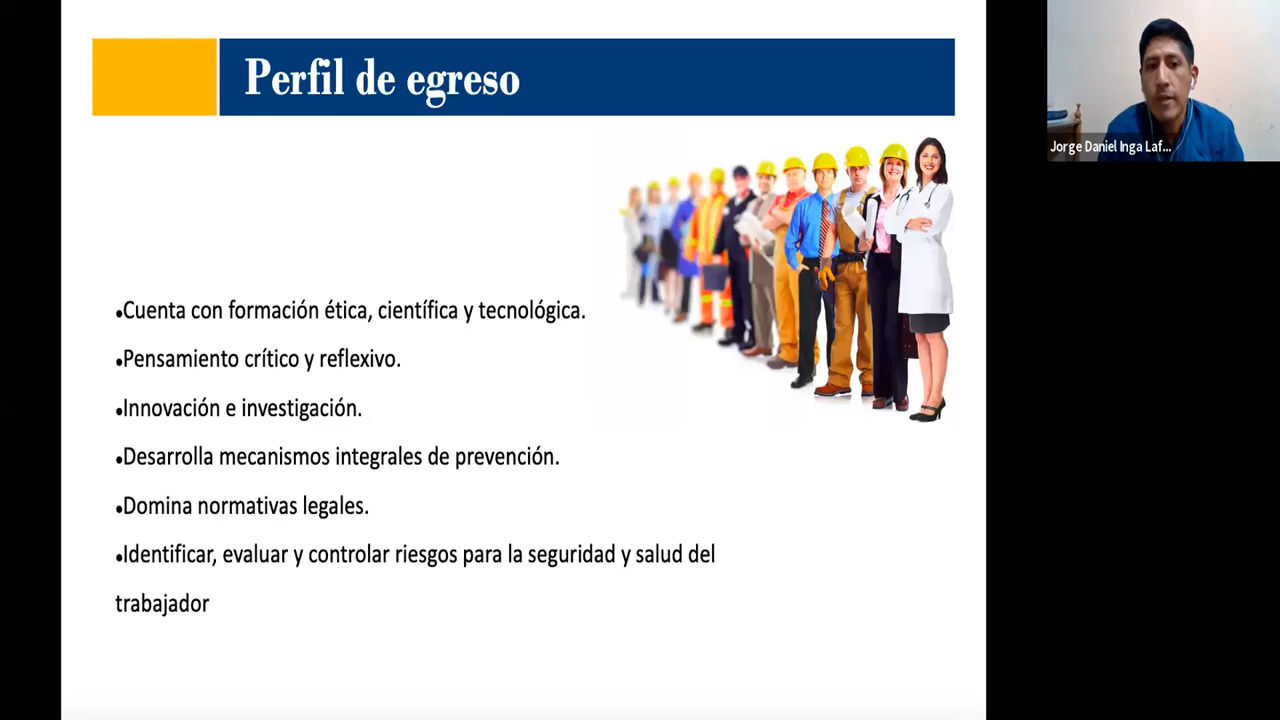 Perfil de egreso
Jorge Daniel Inga Laf...
•Cuenta con formación ética, científica y tecnológica.
•Pensamiento crítico y reflexivo.
•Innovación e investigación.
•Desarrolla mecanismos integrales de prevención.
•Domina normativas legales.
•Identificar, evaluar y controlar riesgos para la seguridad y salud del
trabajador